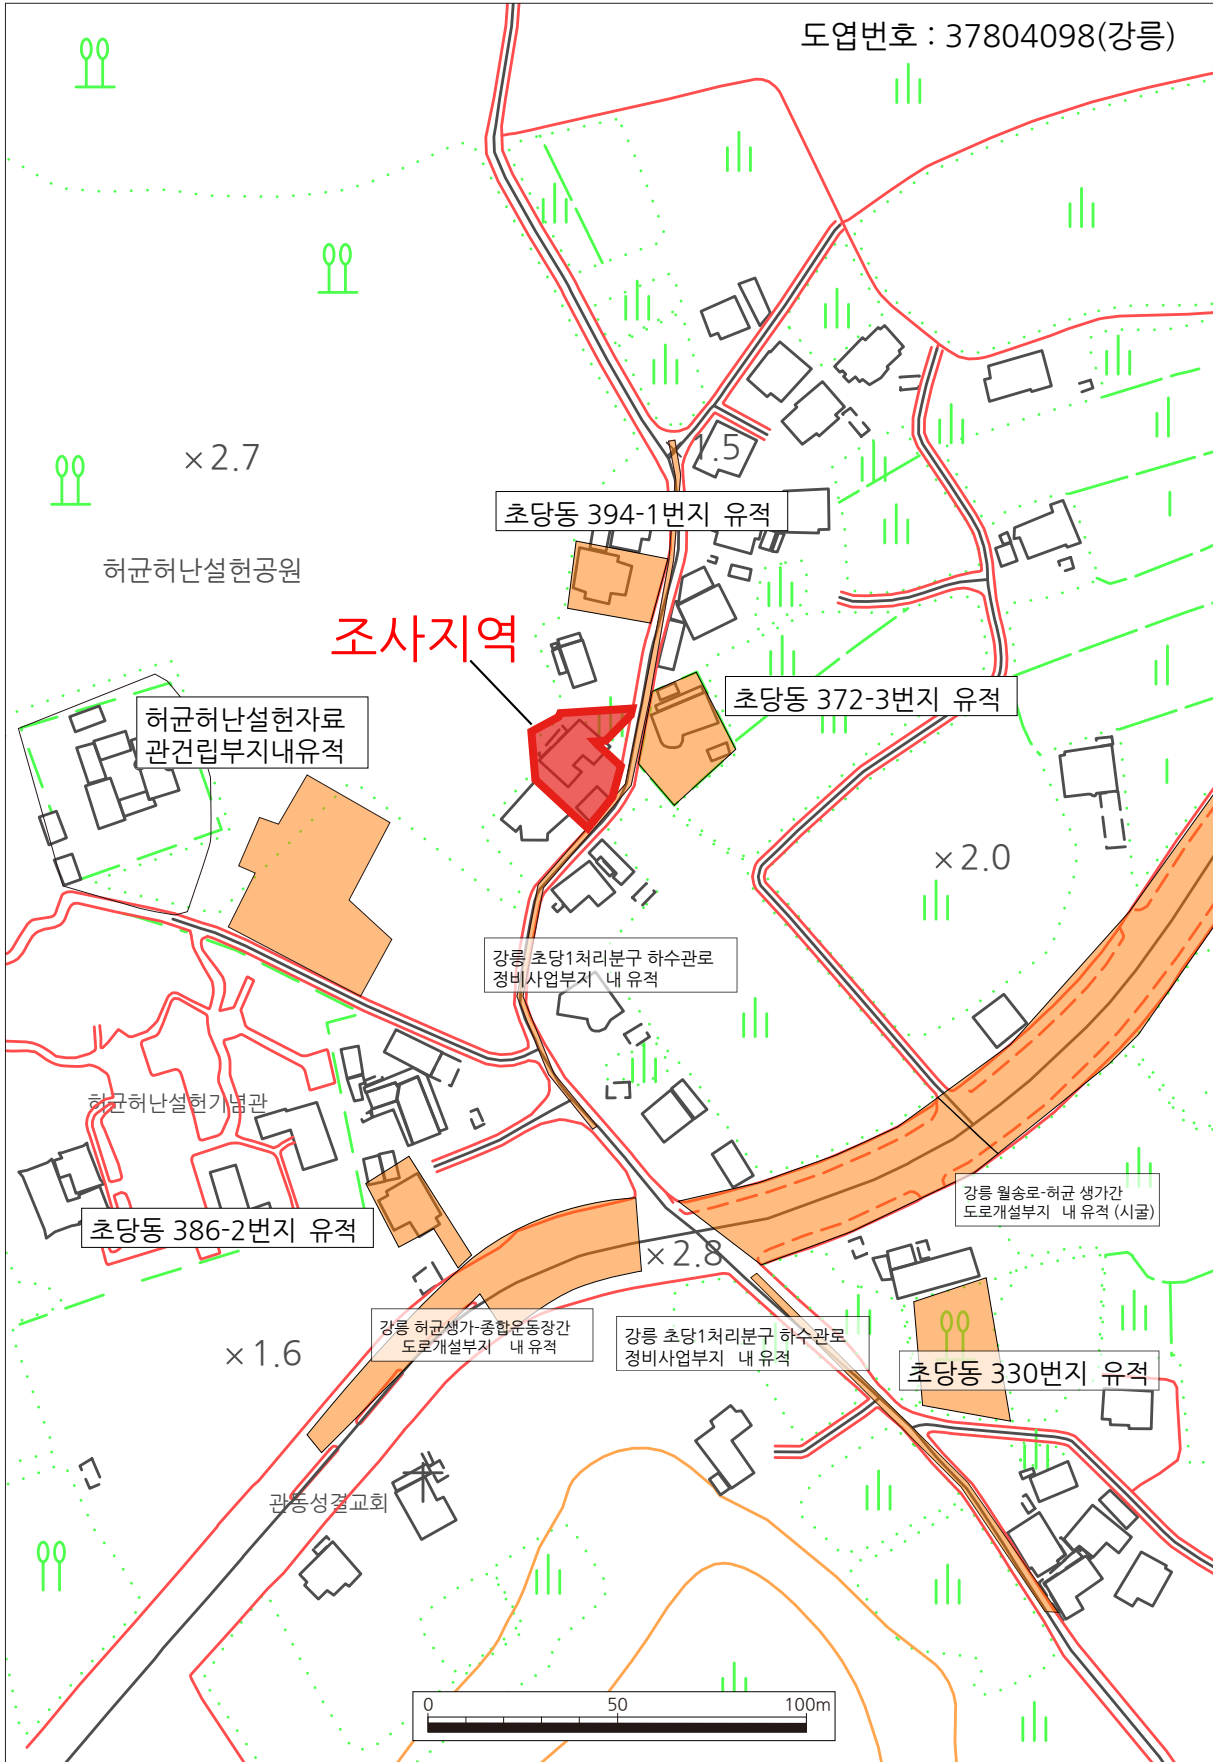 도엽번호 : 37804098(강릉)
×2.7
1.5
초당동 394-1번지 유적
허균허난설헌공원
조사지역
초당동 372-3번지 유적
허균허난설헌자료
관건립부지내유적
×2.0
강릉 초당1처리분구 하수관로
정비사업부지 내 유적
허균허난설헌기념관
강릉 월송로-허균 생가간
도로개설부지 내 유적 (시굴)
초당동 386-2번지 유적
×2.8
강릉 허균생가-종합운동장간
도로개설부지 내 유적
강릉 초당1처리분구 하수관로
정비사업부지 내 유적
×1.6
초당동 330번지 유적
관동성결교회
0 50 100m